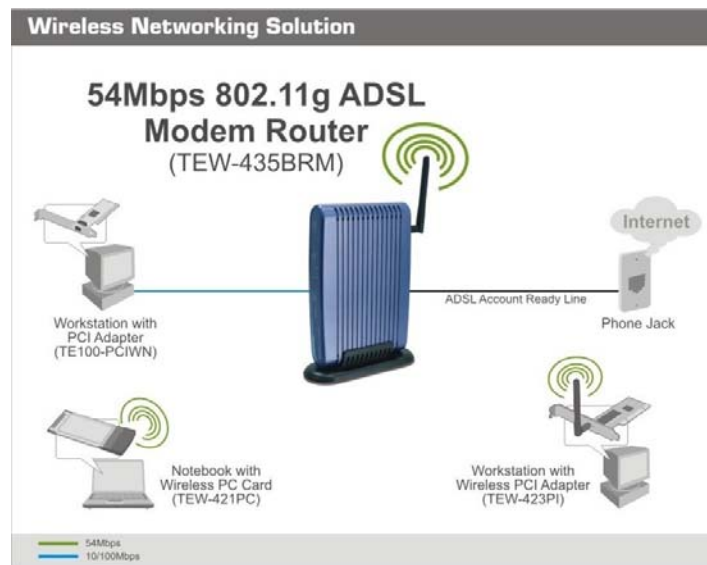 Wireless Networking Solution
54Mbps 802.11g ADSL
Modem Router
(TEW-435BRM)
Internet
ADSL Account Ready Line
Phone Jack
Workstation with
PCI Adapter
(TE100-PCIWN)
Notebook with
Wireless PC Card
(TEW-421PC)
Workstation with
Wireless PCI Adapter
(TEW-423PI)
54Mbps
10/100Mbps